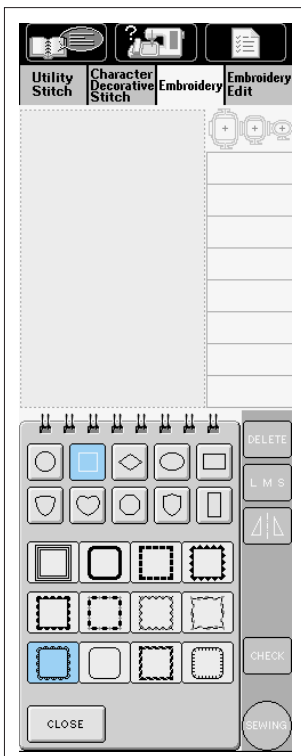 Utility
Stitch
Character
Decorative
Stitch
Embroidery
Embroidery
Edit
DELETE
L M S
CHECK
CLOSE
SEWING